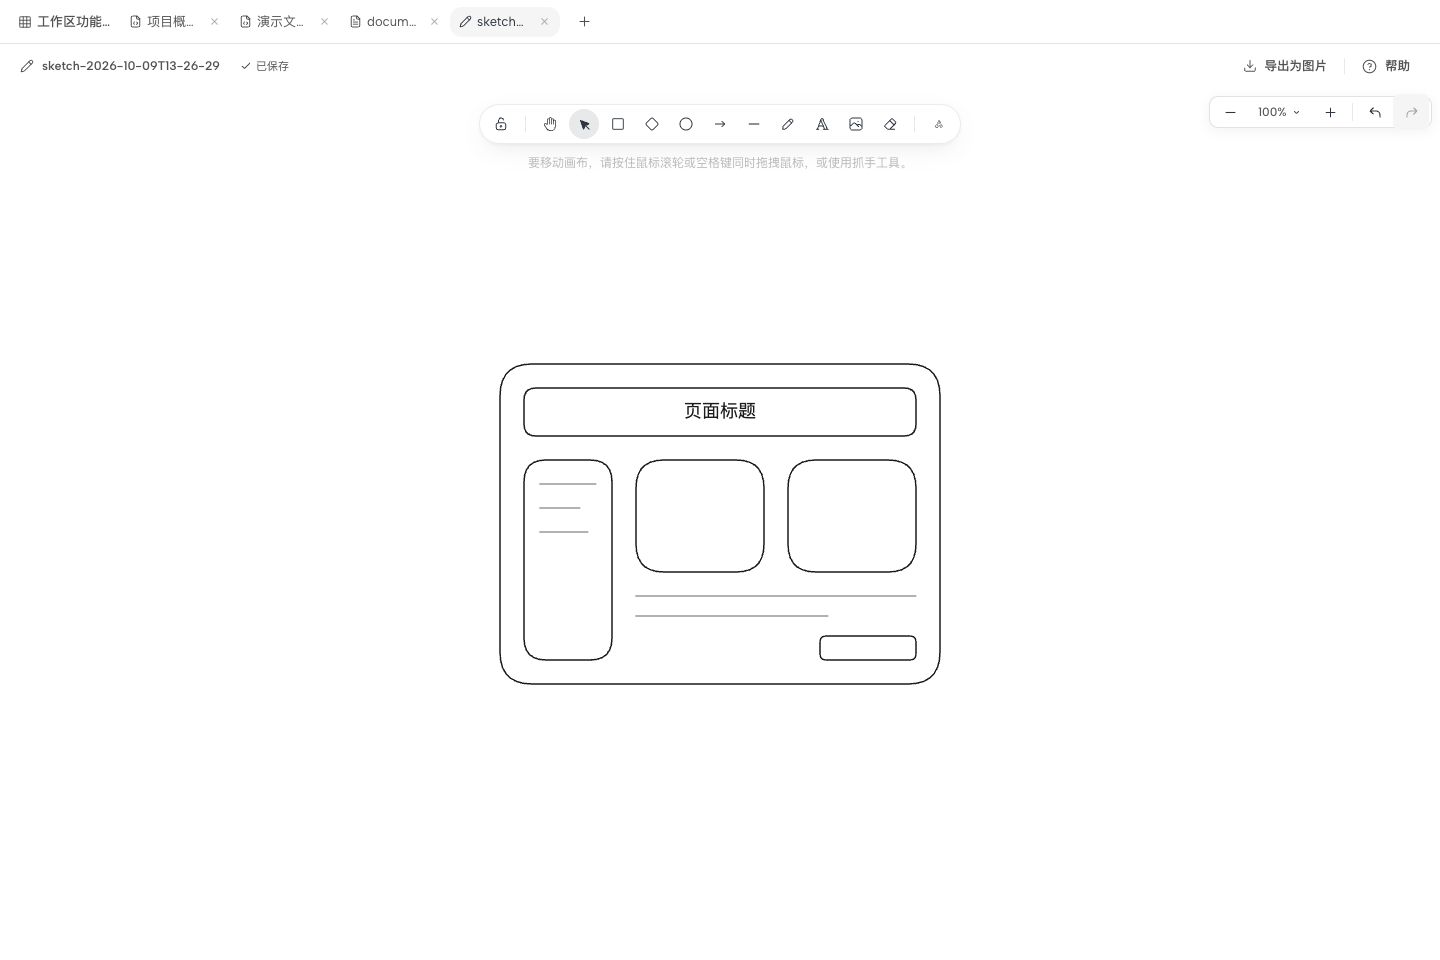 工作区功能...
项目概...
演示文...
docum...
sketch...
sketch-2026-10-09T13-26-29
已保存
导出为图片
帮助
100%
要移动画布，请按住鼠标滚轮或空格键同时拖拽鼠标，或使用抓手工具。
页面标题